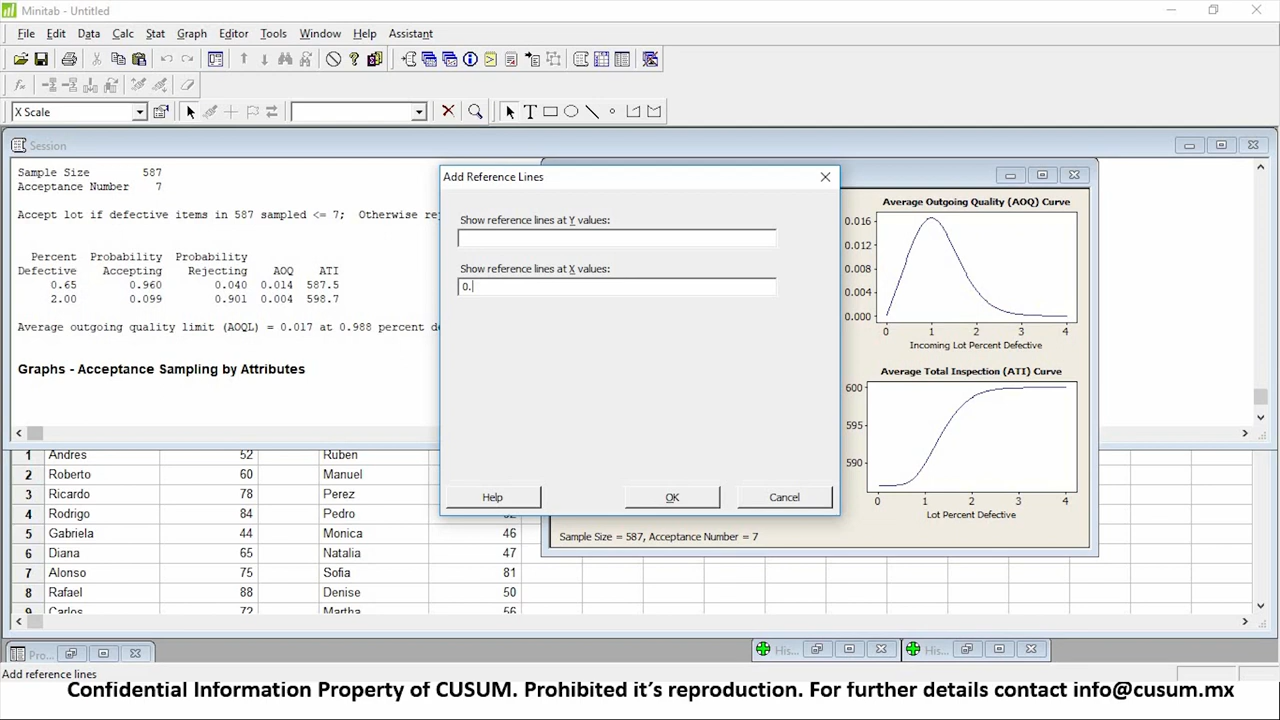 Minitab - Untitled
File Edit Data Calc Stat Graph Editor Tools Window Help Assistant
X Scale
Session
Sample Size 587
Acceptance Number 7
Accept lot if defective items in 587 sampled <= 7; Otherwise
Percent Probability Probability
Defective Accepting Rejecting AOQ ATI
0.65 0.960 0.040 0.011 587.5
2.00 0.099 0.901 0.004 598.7
Average outgoing quality limit (AOQL) = 0.017 at 0.988 percent
Graphs - Acceptance Sampling by Attributes
Add Reference Lines
Show reference lines at Y values:
Show reference lines at X values:
0.
Help OK Cancel
Average Outgoing Quality (AOQ) Curve
0.016
0.012
0.008
0.004
0.000
0 1 2 3 4
Incoming Lot Percent Defective
Average Total Inspection (ATI) Curve
600
595
590
0 1 2 3 4
Lot Percent Defective
Sample Size = 587, Acceptance Number = 7
1 Andres 52 Ruben
2 Roberto 60 Manuel
3 Ricardo 78 Perez
4 Rodrigo 84 Pedro
5 Gabriela 44 Monica 46
6 Diana 65 Natalia 47
7 Alonso 75 Sofia 81
8 Rafael 88 Denise 50
9 Carlos 72 Martha 56
Pro... His... His...
Add reference lines
Confidential Information Property of CUSUM. Prohibited it's reproduction. For further details contact info@cusum.mx